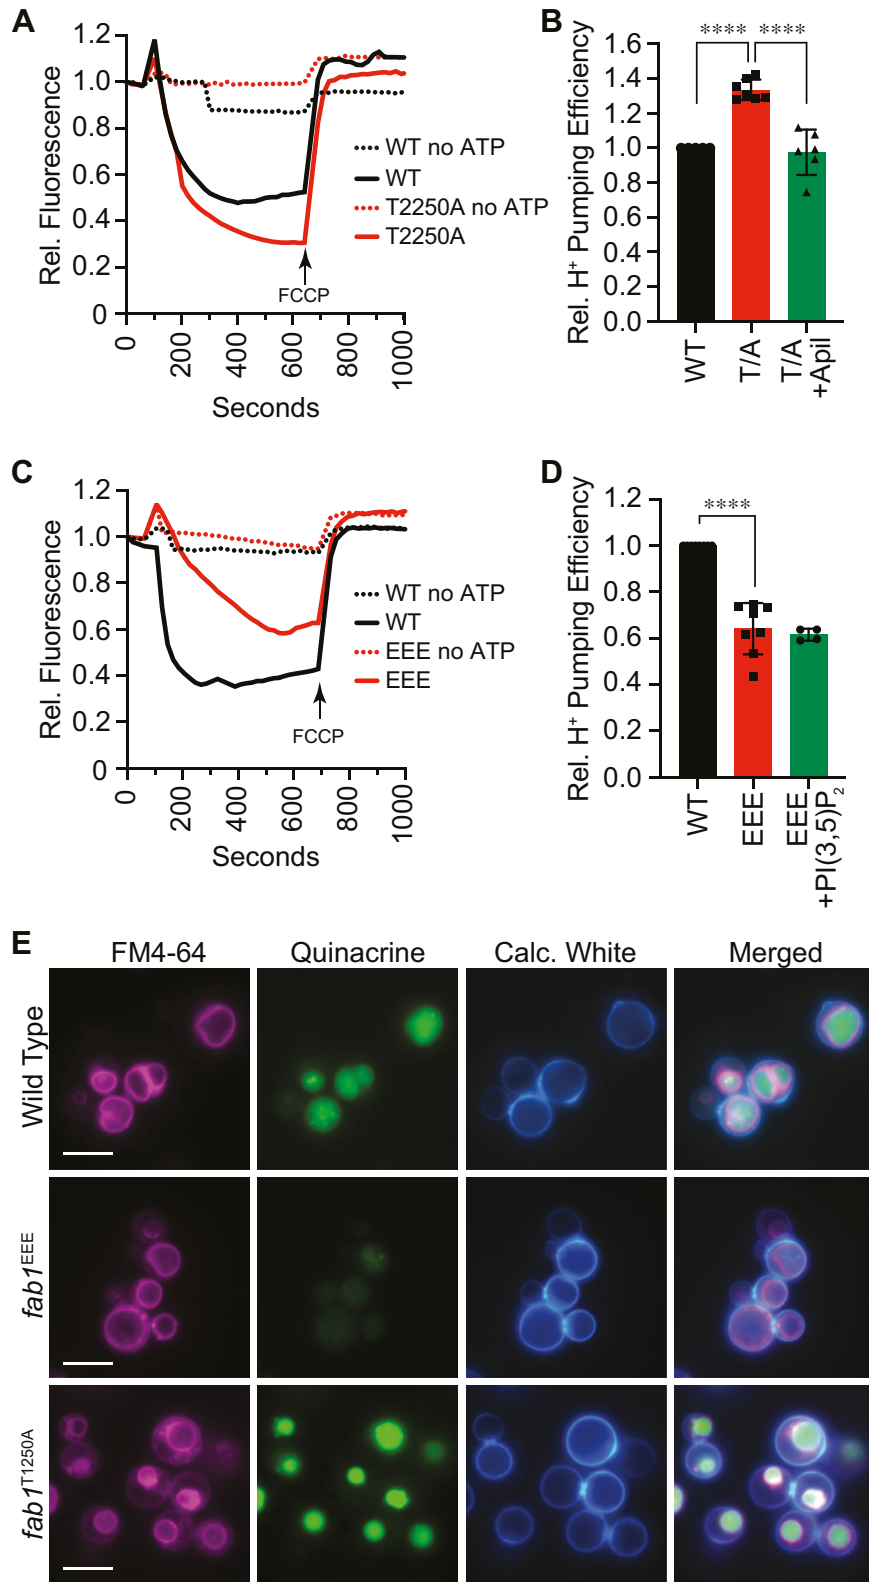 A
1.2
1.0
0.8
0.6
0.4
0.2
0
Rel. Fluorescence
WT no ATP
WT
T2250A no ATP
T2250A
FCCP
0
200
400
600
800
1000
Seconds
B
****
****
1.6
1.4
1.2
1.0
0.8
0.6
0.4
0.2
0.0
Rel. H⁺ Pumping Efficiency
WT
T/A
T/A
+Apil
C
1.2
1.0
0.8
0.6
0.4
0.2
0
Rel. Fluorescence
WT no ATP
WT
EEE no ATP
EEE
FCCP
0
200
400
600
800
1000
Seconds
D
****
1.2
1.0
0.8
0.6
0.4
0.2
0.0
Rel. H⁺ Pumping Efficiency
WT
EEE
EEE
+PI(3,5)P₂
E
FM4-64
Quinacrine
Calc. White
Merged
Wild Type
fab1ᴱᴱᴱ
fab1ᵀ¹²⁵⁰ᴬ